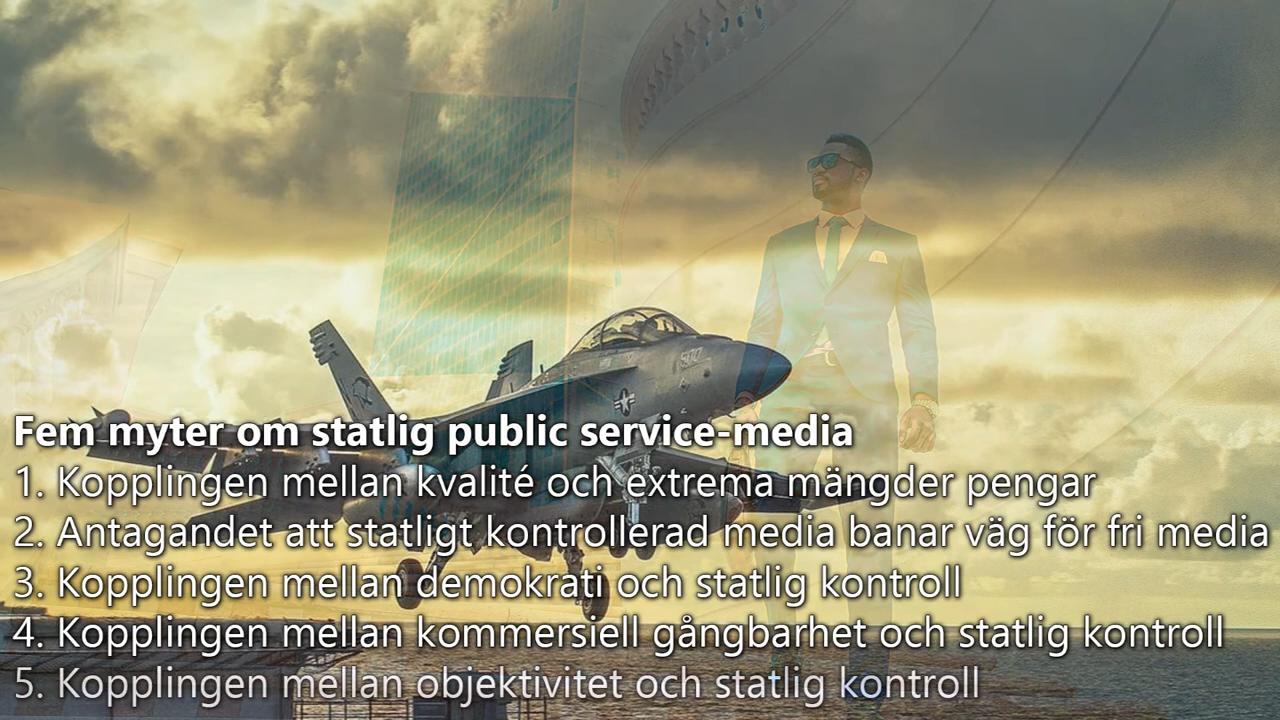 Fem myter om statlig public service-media
1. Kopplingen mellan kvalité och extrema mängder pengar
2. Antagandet att statligt kontrollerad media banar väg för fri media
3. Kopplingen mellan demokrati och statlig kontroll
4. Kopplingen mellan kommersiell gångbarhet och statlig kontroll
5. Kopplingen mellan objektivitet och statlig kontroll